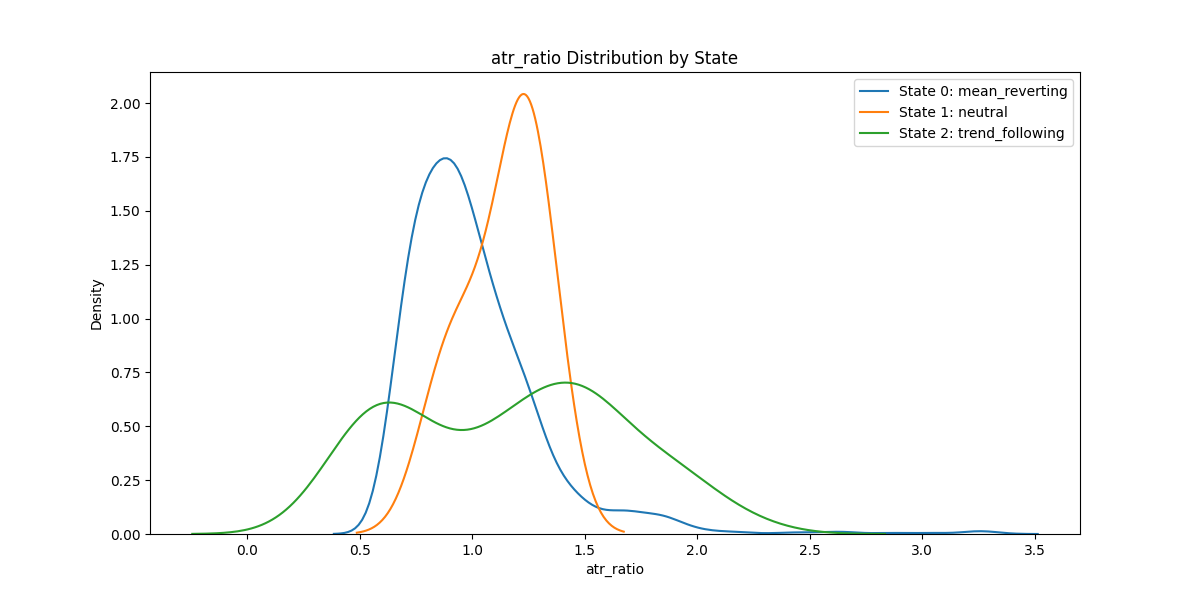 atr_ratio Distribution by State
State 0: mean_reverting
State 1: neutral
State 2: trend_following
Density
2.00
1.75
1.50
1.25
1.00
0.75
0.50
0.25
0.00
0.0 0.5 1.0 1.5 2.0 2.5 3.0 3.5
atr_ratio